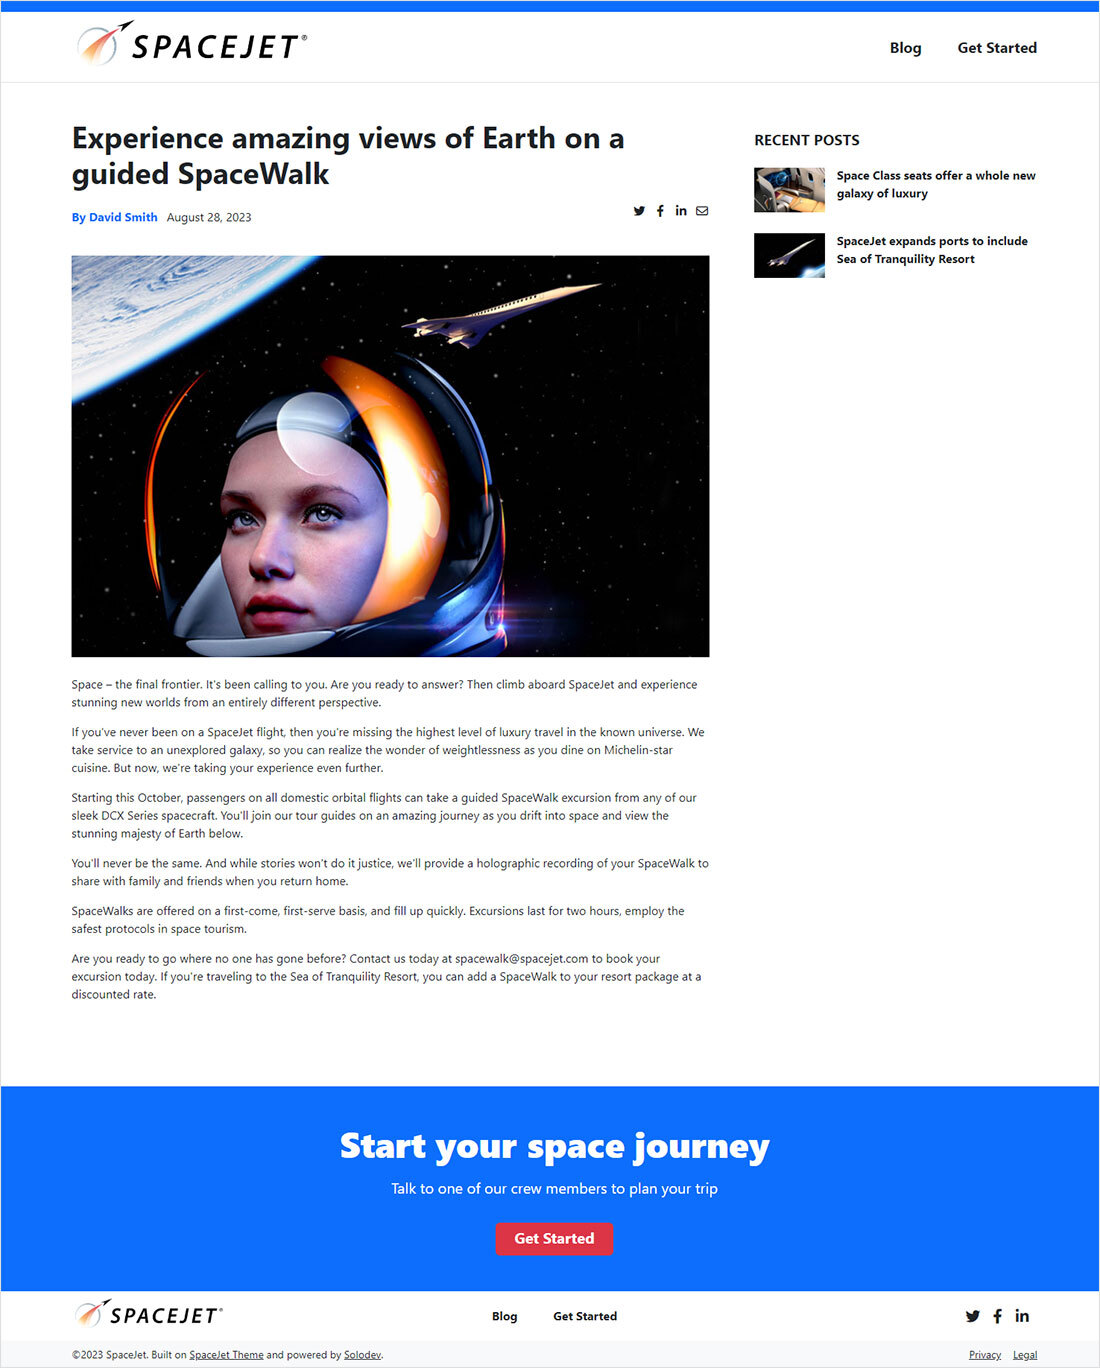 SPACEJET®
Blog
Get Started
Experience amazing views of Earth on a
guided SpaceWalk
By David Smith August 28, 2023
RECENT POSTS
Space Class seats offer a whole new
galaxy of luxury
SpaceJet expands ports to include
Sea of Tranquility Resort
Space – the final frontier. It's been calling to you. Are you ready to answer? Then climb aboard SpaceJet and experience
stunning new worlds from an entirely different perspective.
If you've never been on a SpaceJet flight, then you're missing the highest level of luxury travel in the known universe. We
take service to an unexplored galaxy, so you can realize the wonder of weightlessness as you dine on Michelin-star
cuisine. But now, we're taking your experience even further.
Starting this October, passengers on all domestic orbital flights can take a guided SpaceWalk excursion from any of our
sleek DCX Series spacecraft. You'll join our tour guides on an amazing journey as you drift into space and view the
stunning majesty of Earth below.
You'll never be the same. And while stories won't do it justice, we'll provide a holographic recording of your SpaceWalk to
share with family and friends when you return home.
SpaceWalks are offered on a first-come, first-serve basis, and fill up quickly. Excursions last for two hours, employ the
safest protocols in space tourism.
Are you ready to go where no one has gone before? Contact us today at spacewalk@spacejet.com to book your
excursion today. If you're traveling to the Sea of Tranquility Resort, you can add a SpaceWalk to your resort package at a
discounted rate.
Start your space journey
Talk to one of our crew members to plan your trip
Get Started
SPACEJET®
Blog
Get Started
©2023 SpaceJet. Built on SpaceJet Theme and powered by Solodev.
Privacy
Legal